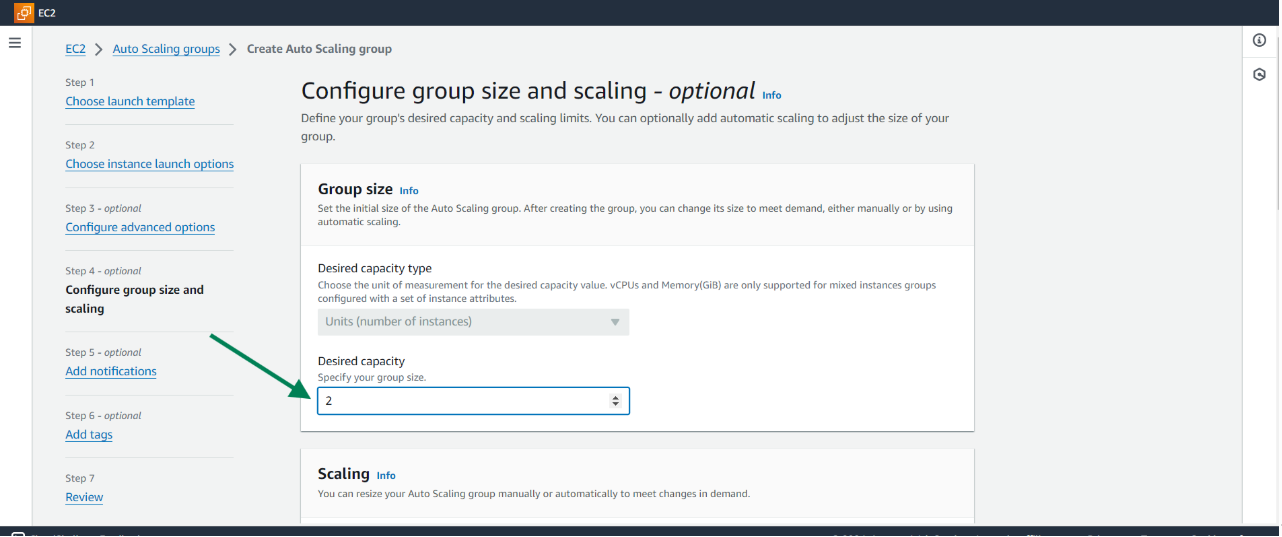 EC2
EC2 > Auto Scaling groups > Create Auto Scaling group
Step 1
Choose launch template
Step 2
Choose instance launch options
Step 3 - optional
Configure advanced options
Step 4 - optional
Configure group size and
scaling
Step 5 - optional
Add notifications
Step 6 - optional
Add tags
Step 7
Review
Configure group size and scaling - optional Info
Define your group's desired capacity and scaling limits. You can optionally add automatic scaling to adjust the size of your
group.
Group size Info
Set the initial size of the Auto Scaling group. After creating the group, you can change its size to meet demand, either manually or by using
automatic scaling.
Desired capacity type
Choose the unit of measurement for the desired capacity value. vCPUs and Memory(GiB) are only supported for mixed instances groups
configured with a set of instance attributes.
Units (number of instances)
Desired capacity
Specify your group size.
2
Scaling Info
You can resize your Auto Scaling group manually or automatically to meet changes in demand.